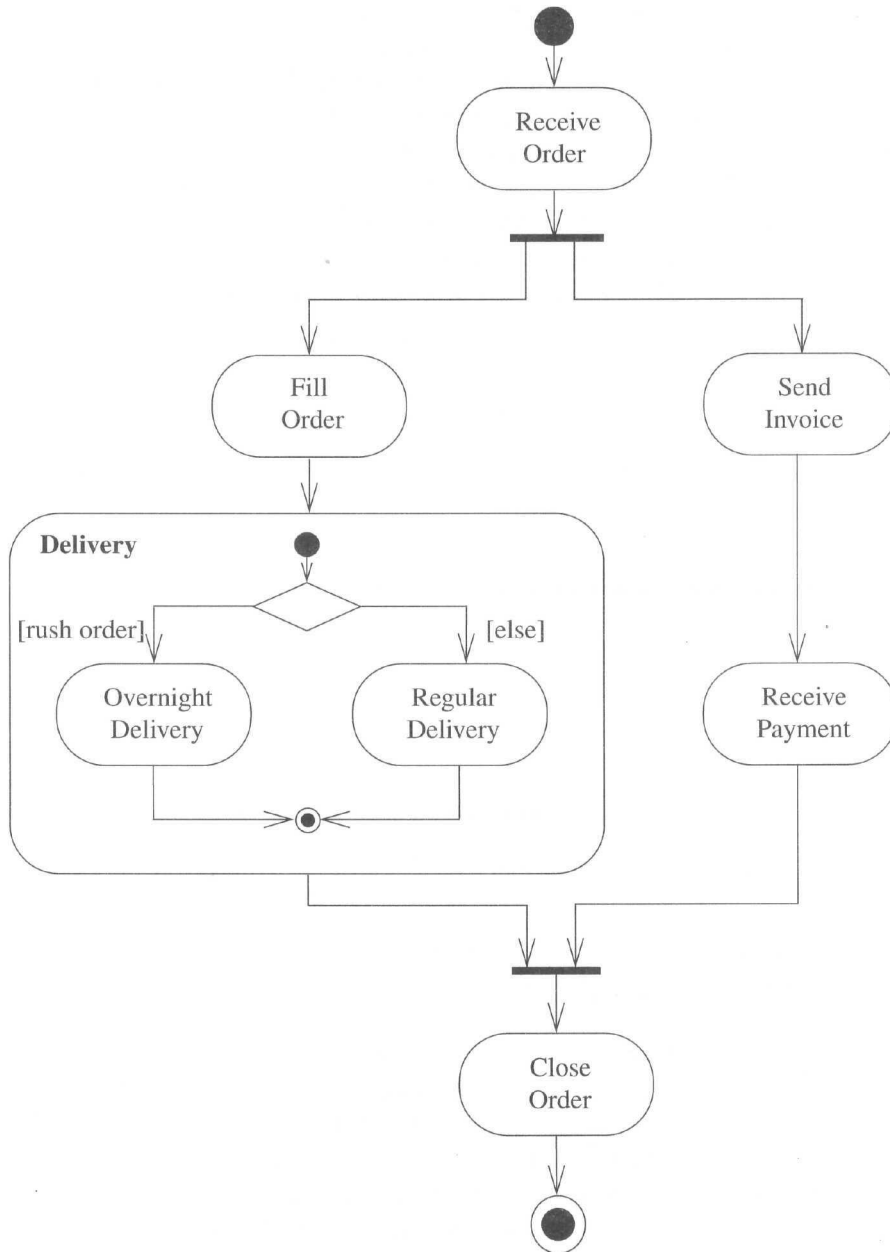 Receive
Order
Fill
Order
Send
Invoice
Delivery
[rush order]
[else]
Overnight
Delivery
Regular
Delivery
Receive
Payment
Close
Order